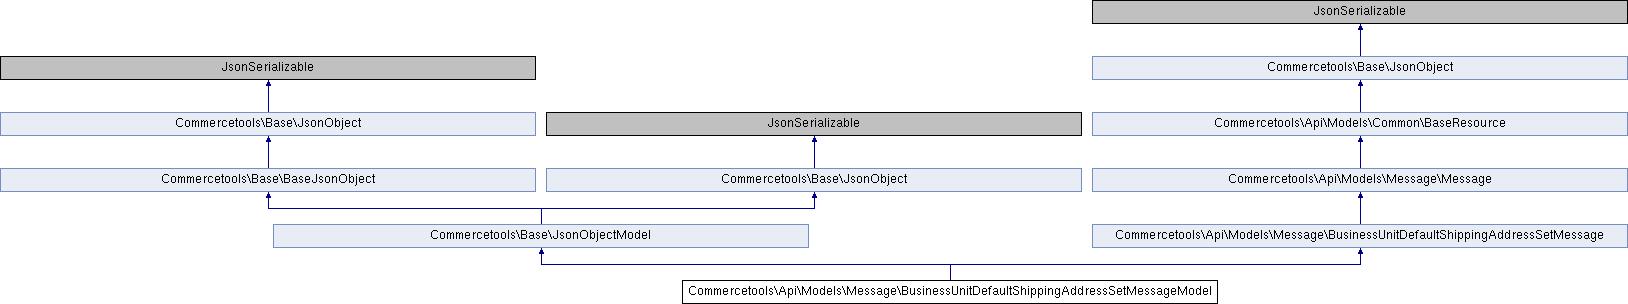 JsonSerializable
JsonSerializable
Commercetools\Base\JsonObject
Commercetools\Base\JsonObject
JsonSerializable
Commercetools\Api\Models\Common\BaseResource
Commercetools\Base\BaseJsonObject
Commercetools\Base\JsonObject
Commercetools\Api\Models\Message\Message
Commercetools\Base\JsonObjectModel
Commercetools\Api\Models\Message\BusinessUnitDefaultShippingAddressSetMessage
Commercetools\Api\Models\Message\BusinessUnitDefaultShippingAddressSetMessageModel